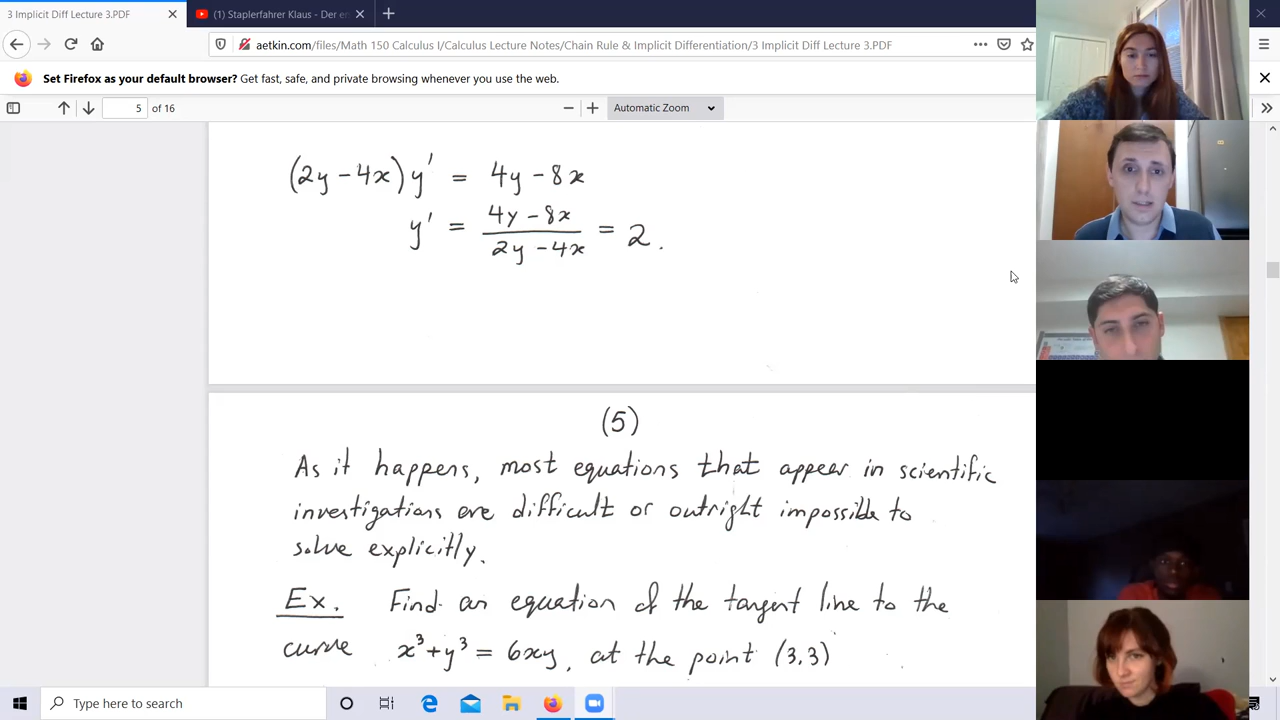 3 Implicit Diff Lecture 3.PDF
(1) Staplerfahrer Klaus - Der er
aetkin.com/files/Math 150 Calculus I/Calculus Lecture Notes/Chain Rule & Implicit Differentiation/3 Implicit Diff Lecture 3.PDF
Set Firefox as your default browser? Get fast, safe, and private browsing whenever you use the web.
5 of 16
Automatic Zoom
(2y - 4x) y' = 4y - 8x
y' = 4y - 8x / 2y - 4x = 2.
(5)
As it happens, most equations that appear in scientific
investigations are difficult or outright impossible to
solve explicitly.
Ex. Find an equation of the tangent line to the
curve x³ + y³ = 6xy, at the point (3,3)
Type here to search